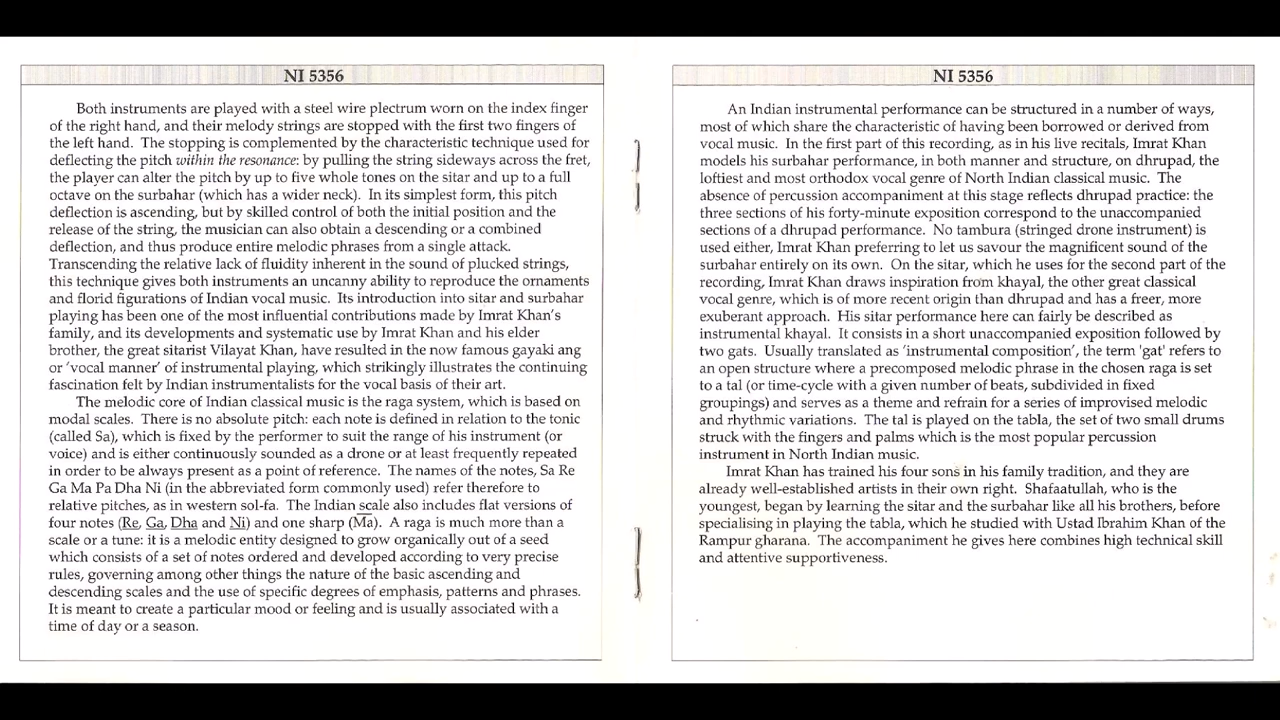 NI 5356
Both instruments are played with a steel wire plectrum worn on the index finger
of the right hand, and their melody strings are stopped with the first two fingers of
the left hand. The stopping is complemented by the characteristic technique used for
deflecting the pitch within the resonance: by pulling the string sideways across the fret,
the player can alter the pitch by up to five whole tones on the sitar and up to a full
octave on the surbahar (which has a wider neck). In its simplest form, this pitch
deflection is ascending, but by skilled control of both the initial position and the
release of the string, the musician can also obtain a descending or a combined
deflection, and thus produce entire melodic phrases from a single attack.
Transcending the relative lack of fluidity inherent in the sound of plucked strings,
this technique gives both instruments an uncanny ability to reproduce the ornaments
and florid figurations of Indian vocal music. Its introduction into sitar and surbahar
playing has been one of the most influential contributions made by Imrat Khan's
family, and its developments and systematic use by Imrat Khan and his elder
brother, the great sitarist Vilayat Khan, have resulted in the now famous gayaki ang
or 'vocal manner' of instrumental playing, which strikingly illustrates the continuing
fascination felt by Indian instrumentalists for the vocal basis of their art.
The melodic core of Indian classical music is the raga system, which is based on
modal scales. There is no absolute pitch: each note is defined in relation to the tonic
(called Sa), which is fixed by the performer to suit the range of his instrument (or
voice) and is either continuously sounded as a drone or at least frequently repeated
in order to be always present as a point of reference. The names of the notes, Sa Re
Ga Ma Pa Dha Ni (in the abbreviated form commonly used) refer therefore to
relative pitches, as in western sol-fa. The Indian scale also includes flat versions of
four notes (Re, Ga, Dha and Ni) and one sharp (Ma). A raga is much more than a
scale or a tune: it is a melodic entity designed to grow organically out of a seed
which consists of a set of notes ordered and developed according to very precise
rules, governing among other things the nature of the basic ascending and
descending scales and the use of specific degrees of emphasis, patterns and phrases.
It is meant to create a particular mood or feeling and is usually associated with a
time of day or a season.
NI 5356
An Indian instrumental performance can be structured in a number of ways,
most of which share the characteristic of having been borrowed or derived from
vocal music. In the first part of this recording, as in his live recitals, Imrat Khan
models his surbahar performance, in both manner and structure, on dhrupad, the
loftiest and most orthodox vocal genre of North Indian classical music. The
absence of percussion accompaniment at this stage reflects dhrupad practice: the
three sections of his forty-minute exposition correspond to the unaccompanied
sections of a dhrupad performance. No tambura (stringed drone instrument) is
used either, Imrat Khan preferring to let us savour the magnificent sound of the
surbahar entirely on its own. On the sitar, which he uses for the second part of the
recording, Imrat Khan draws inspiration from khayal, the other great classical
vocal genre, which is of more recent origin than dhrupad and has a freer, more
exuberant approach. His sitar performance here can fairly be described as
instrumental khayal. It consists in a short unaccompanied exposition followed by
two gats. Usually translated as 'instrumental composition', the term 'gat' refers to
an open structure where a precomposed melodic phrase in the chosen raga is set
to a tal (or time-cycle with a given number of beats, subdivided in fixed
groupings) and serves as a theme and refrain for a series of improvised melodic
and rhythmic variations. The tal is played on the tabla, the set of two small drums
struck with the fingers and palms which is the most popular percussion
instrument in North Indian music.
Imrat Khan has trained his four sons in his family tradition, and they are
already well-established artists in their own right. Shafaatullah, who is the
youngest, began by learning the sitar and the surbahar like all his brothers, before
specialising in playing the tabla, which he studied with Ustad Ibrahim Khan of the
Rampur gharana. The accompaniment he gives here combines high technical skill
and attentive supportiveness.